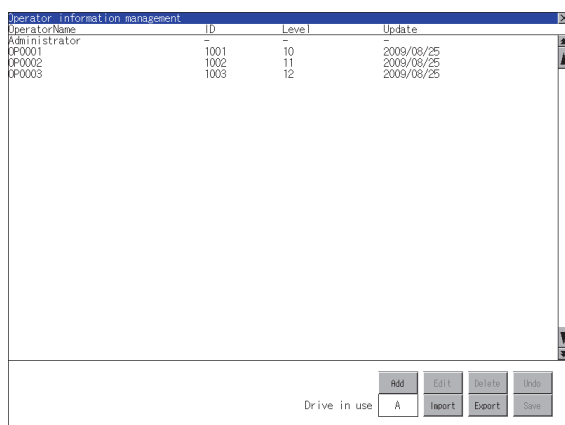 Operator information management
OperatorName ID Level Update
Administrator - - -
OP0001 1001 10 2009/08/25
OP0002 1002 11 2009/08/25
OP0003 1003 12 2009/08/25
Add Edit Delete Undo
Drive in use A Import Export Save